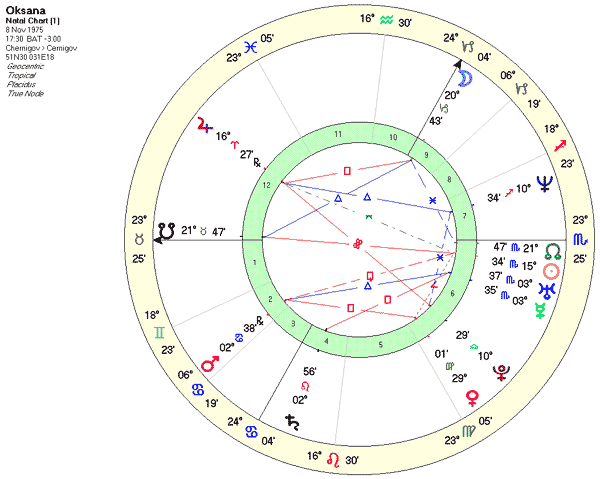 Oksana
Natal Chart [1]
8 Nov 1975
17:30 BAT -3:00
Chernigov > Cernigov
51N30 031E18
Geocentric
Tropical
Placidus
True Node
16° ♒ 30'
24° ♑ 04'
06° ♑ 19'
18° ♐ 23'
23° ♏ 25'
23° ♍ 05'
16° ♌ 30'
24° ♋ 04'
06° ♋ 19'
18° ♊ 23'
23° ♉ 25'
23° ♓ 05'
☽ 20° ♑ 43'
♃ 16° ♈ 27' ℞
34' ♐ 10° ♆
☋ 21° ♉ 47'
47' ♏ 21° ☊
34' ♏ 15° ☉
37' ♏ 03° ♅
35' ♏ 03° ☿
29' ♎ 10° ♇
01' ♍ 29° ♀
56' ♌ 02° ♄
♂ 02° ♋ 38' ℞
1
2
3
4
5
6
7
8
9
10
11
12